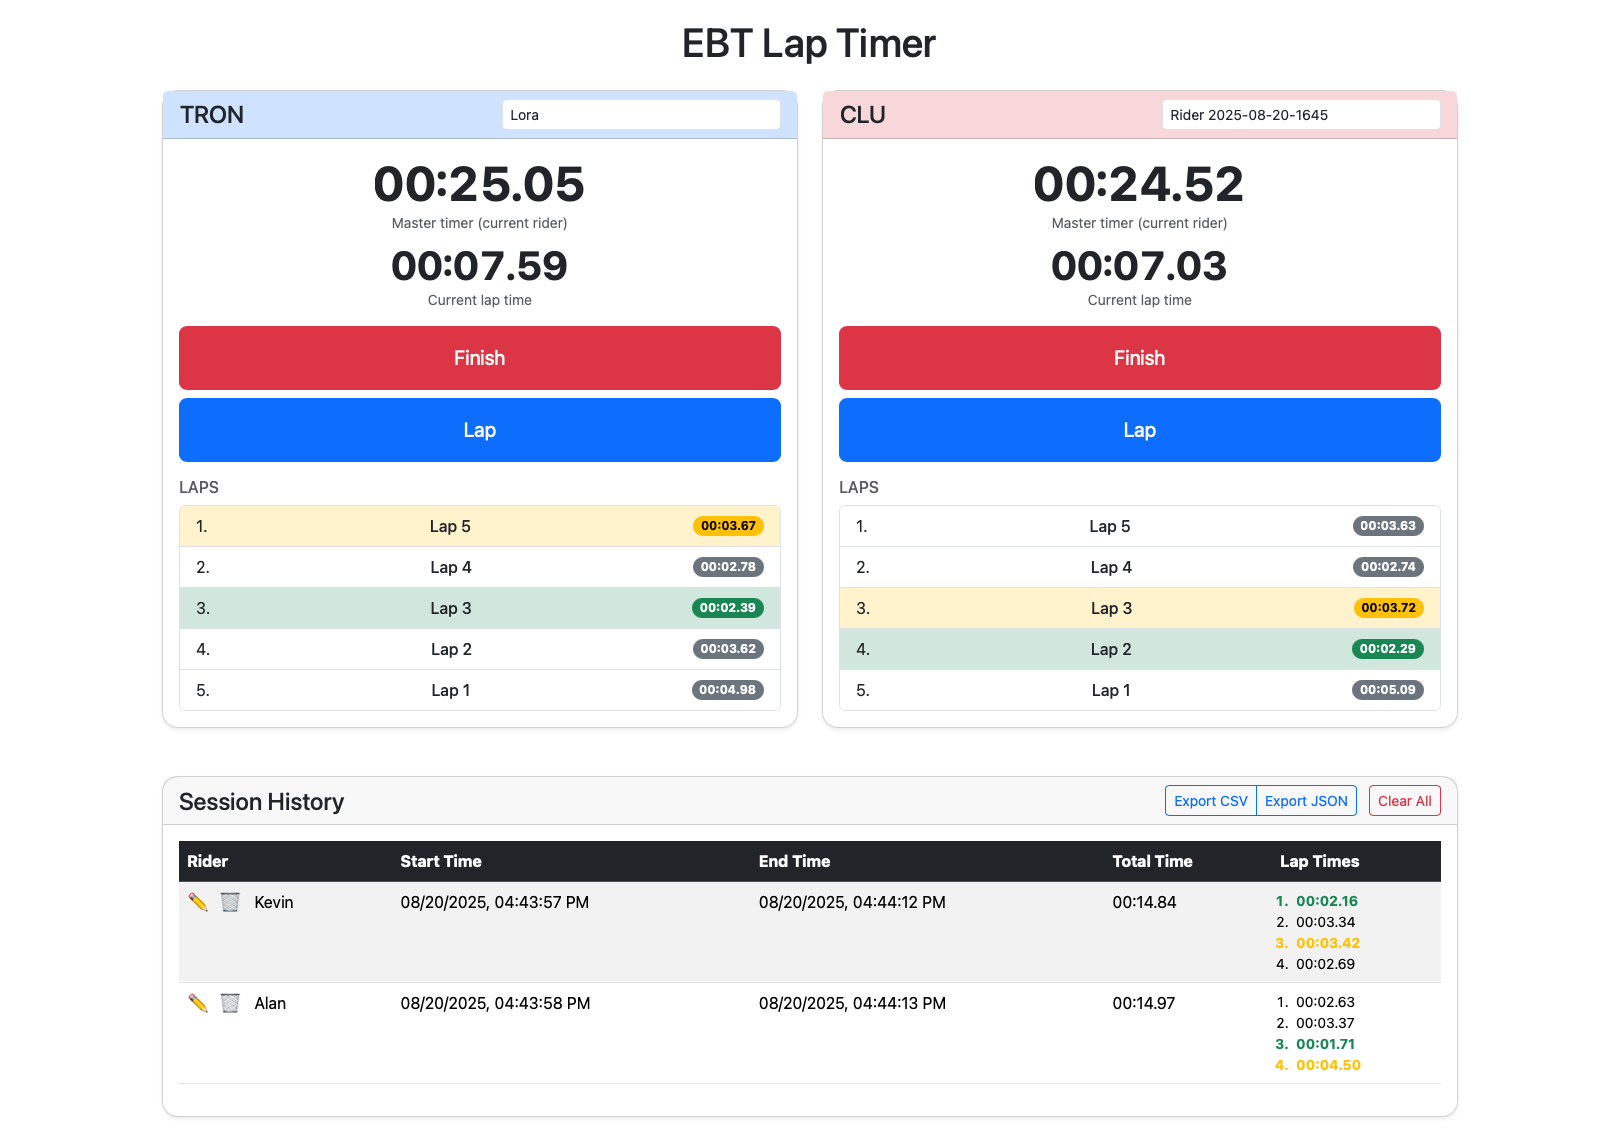 EBT Lap Timer
TRON
Lora
00:25.05
Master timer (current rider)
00:07.59
Current lap time
Finish
Lap
LAPS
1. Lap 5 00:03.67
2. Lap 4 00:02.78
3. Lap 3 00:02.39
4. Lap 2 00:03.62
5. Lap 1 00:04.98
CLU
Rider 2025-08-20-1645
00:24.52
Master timer (current rider)
00:07.03
Current lap time
Finish
Lap
LAPS
1. Lap 5 00:03.63
2. Lap 4 00:02.74
3. Lap 3 00:03.72
4. Lap 2 00:02.29
5. Lap 1 00:05.09
Session History
Export CSV Export JSON Clear All
Rider Start Time End Time Total Time Lap Times
Kevin 08/20/2025, 04:43:57 PM 08/20/2025, 04:44:12 PM 00:14.84 1. 00:02.16
2. 00:03.34
3. 00:03.42
4. 00:02.69
Alan 08/20/2025, 04:43:58 PM 08/20/2025, 04:44:13 PM 00:14.97 1. 00:02.63
2. 00:03.37
3. 00:01.71
4. 00:04.50